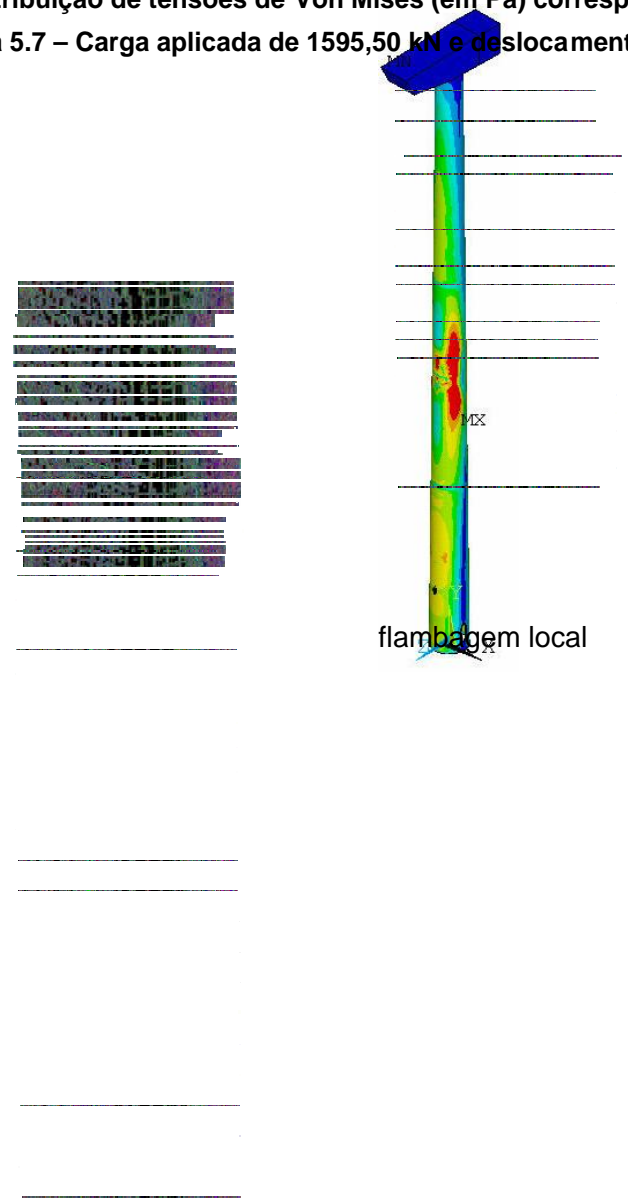 tribuição de tensões de Von Mises (em Pa) corresp
a 5.7 – Carga aplicada de 1595,50 kN e deslocament
MN
MX
Y
flambagem local
Z
X